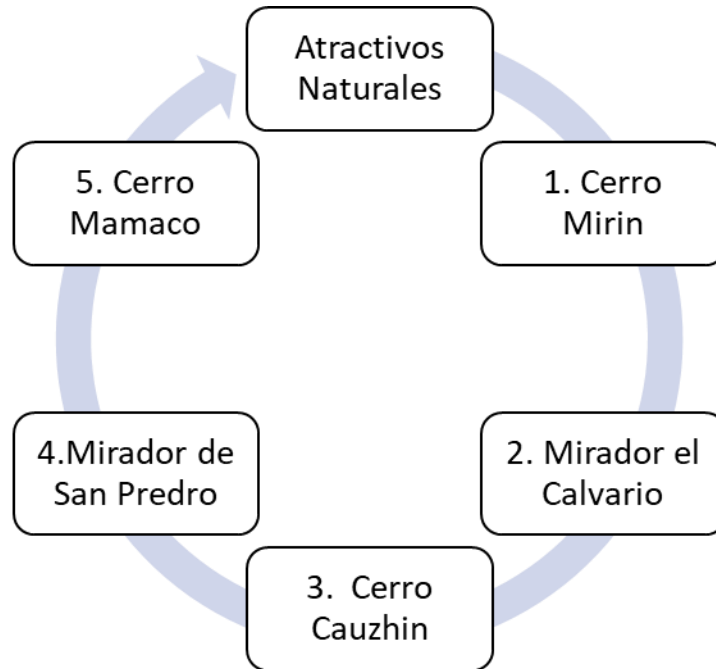 Atractivos
Naturales
1. Cerro
Mirin
2. Mirador el
Calvario
3.  Cerro
Cauzhin
4.Mirador de
San Predro
5. Cerro
Mamaco